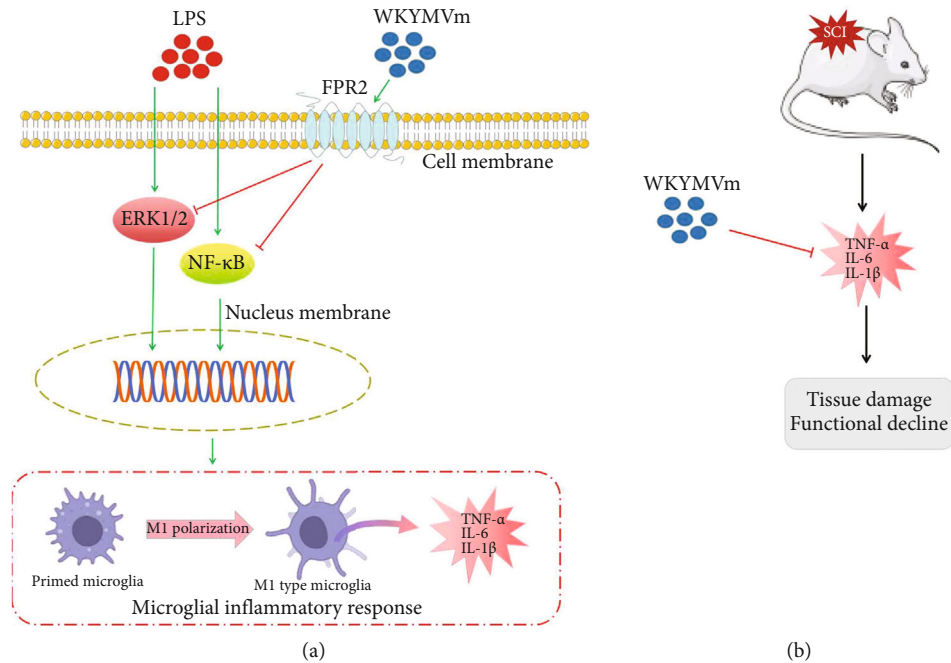 LPS
WKYMVm
FPR2
Cell membrane
ERK1/2
NF-κB
Nucleus membrane
M1 polarization
TNF-α
IL-6
IL-1β
Primed microglia
M1 type microglia
Microglial inflammatory response
(a)
SCI
WKYMVm
TNF-α
IL-6
IL-1β
Tissue damage
Functional decline
(b)